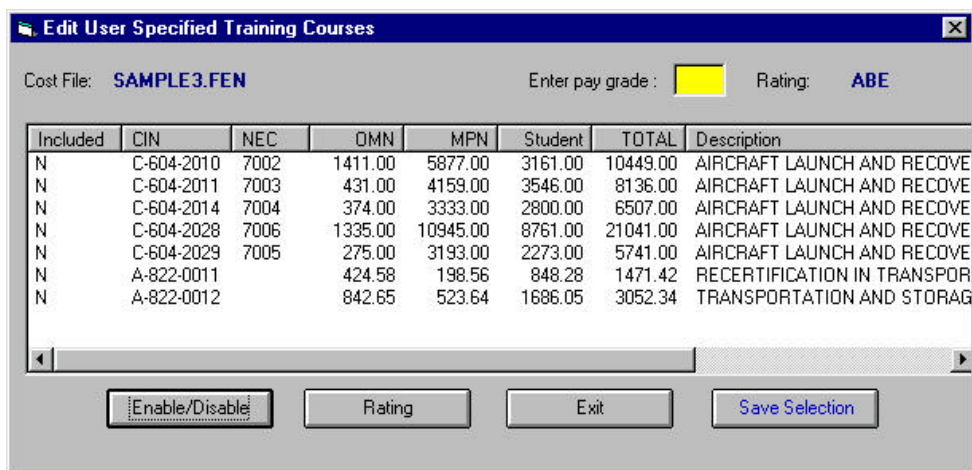 Edit User Specified Training Courses
Cost File: SAMPLE3.FEN Enter pay grade : Rating: ABE
Included CIN NEC OMN MPN Student TOTAL Description
N C-604-2010 7002 1411.00 5877.00 3161.00 10449.00 AIRCRAFT LAUNCH AND RECOVE
N C-604-2011 7003 431.00 4159.00 3546.00 8136.00 AIRCRAFT LAUNCH AND RECOVE
N C-604-2014 7004 374.00 3333.00 2800.00 6507.00 AIRCRAFT LAUNCH AND RECOVE
N C-604-2028 7006 1335.00 10945.00 8761.00 21041.00 AIRCRAFT LAUNCH AND RECOVE
N C-604-2029 7005 275.00 3193.00 2273.00 5741.00 AIRCRAFT LAUNCH AND RECOVE
N A-822-0011 424.58 198.56 848.28 1471.42 RECERTIFICATION IN TRANSPOR
N A-822-0012 842.65 523.64 1686.05 3052.34 TRANSPORTATION AND STORAG
Enable/Disable Rating Exit Save Selection